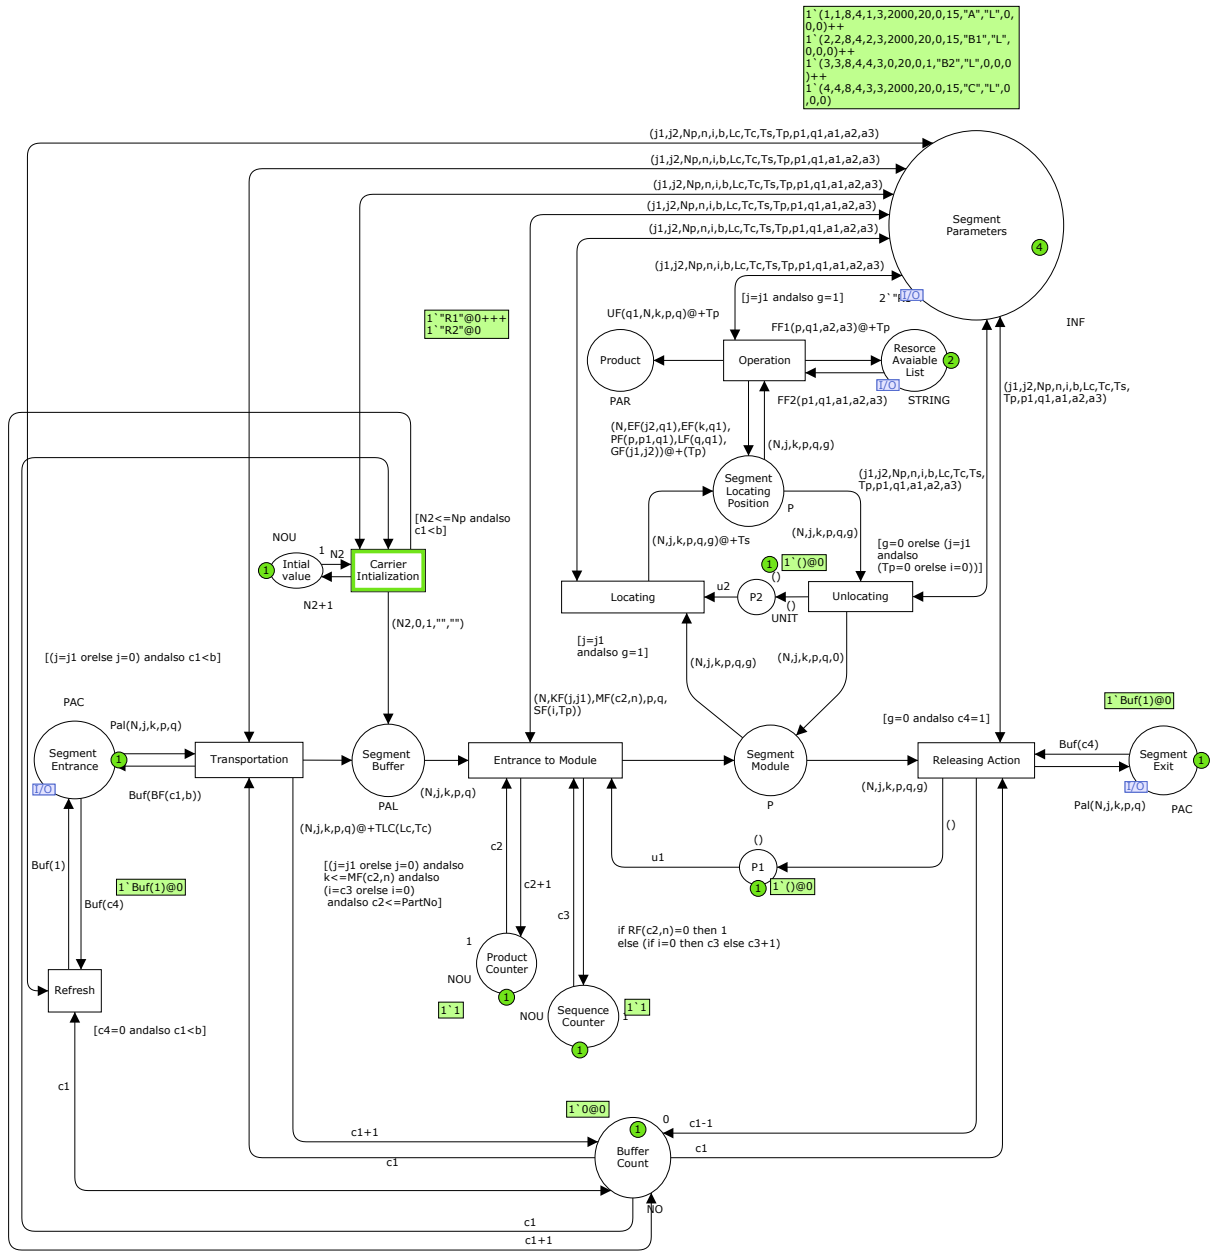 1`(1,1,8,4,1,3,2000,20,0,15,"A","L",0,
0,0)++
1`(2,2,8,4,2,3,2000,20,0,15,"B1","L",
0,0,0)++
1`(3,3,8,4,4,3,0,20,0,1,"B2","L",0,0,0
)++
1`(4,4,8,4,3,3,2000,20,0,15,"C","L",0
,0,0)
(j1,j2,Np,n,i,b,Lc,Tc,Ts,Tp,p1,q1,a1,a2,a3)
(j1,j2,Np,n,i,b,Lc,Tc,Ts,Tp,p1,q1,a1,a2,a3)
(j1,j2,Np,n,i,b,Lc,Tc,Ts,Tp,p1,q1,a1,a2,a3)
(j1,j2,Np,n,i,b,Lc,Tc,Ts,Tp,p1,q1,a1,a2,a3)
(j1,j2,Np,n,i,b,Lc,Tc,Ts,Tp,p1,q1,a1,a2,a3)
(j1,j2,Np,n,i,b,Lc,Tc,Ts,Tp,p1,q1,a1,a2,a3)
Segment
Parameters
4
I/O
INF
2`"
[j=j1 andalso g=1]
UF(q1,N,k,p,q)@+Tp
FF1(p,q1,a2,a3)@+Tp
1`"R1"@0+++
1`"R2"@0
Product
PAR
Operation
Resorce
Avaiable
List
2
I/O
STRING
FF2(p1,q1,a1,a2,a3)
(j1,j2,Np,n,i,b,Lc,Tc,Ts,
Tp,p1,q1,a1,a2,a3)
(N,EF(j2,q1),EF(k,q1),
PF(p,p1,q1),LF(q,q1),
GF(j1,j2))@+(Tp)
(N,j,k,p,q,g)
Segment
Locating
Position
P
(j1,j2,Np,n,i,b,Lc,Tc,Ts,
Tp,p1,q1,a1,a2,a3)
[N2<=Np andalso
c1<b]
(N,j,k,p,q,g)@+Ts
(N,j,k,p,q,g)
[g=0 orelse (j=j1
andalso
(Tp=0 orelse i=0))]
NOU
1
N2
Intial
value
1
N2+1
Carrier
Intialization
1
1`()@0
()
Locating
u2
P2
()
UNIT
Unlocating
(N2,0,1,"","")
[(j=j1 orelse j=0) andalso c1<b]
[j=j1
andalso g=1]
(N,j,k,p,q,g)
(N,j,k,p,q,0)
(N,KF(j,j1),MF(c2,n),p,q,
SF(i,Tp))
PAC
Pal(N,j,k,p,q)
Segment
Entrance
1
I/O
Buf(BF(c1,b))
Transportation
Segment
Buffer
PAL
(N,j,k,p,q)
Entrance to Module
Segment
Module
P
[g=0 andalso c4=1]
(N,j,k,p,q,g)
Releasing Action
1`Buf(1)@0
Buf(c4)
Segment
Exit
1
I/O
Pal(N,j,k,p,q)
PAC
(N,j,k,p,q)@+TLC(Lc,Tc)
[(j=j1 orelse j=0) andalso
k<=MF(c2,n) andalso
(i=c3 orelse i=0)
andalso c2<=PartNo]
c2
c2+1
c3
u1
()
P1
1
1`()@0
()
Buf(1)
1`Buf(1)@0
Buf(c4)
if RF(c2,n)=0 then 1
else (if i=0 then c3 else c3+1)
1
Product
Counter
NOU
1
1`1
Refresh
NOU
Sequence
Counter
1
1`1
1
[c4=0 andalso c1<b]
c1
1`0@0
1
0
Buffer
Count
NO
c1+1
c1
c1-1
c1
c1
c1+1